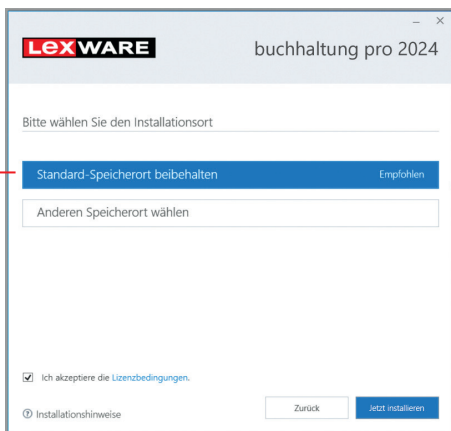 LEXWARE
buchhaltung pro 2024
Bitte wählen Sie den Installationsort
Standard-Speicherort beibehalten Empfohlen
Anderen Speicherort wählen
Ich akzeptiere die Lizenzbedingungen.
Installationshinweise
Zurück
Jetzt installieren